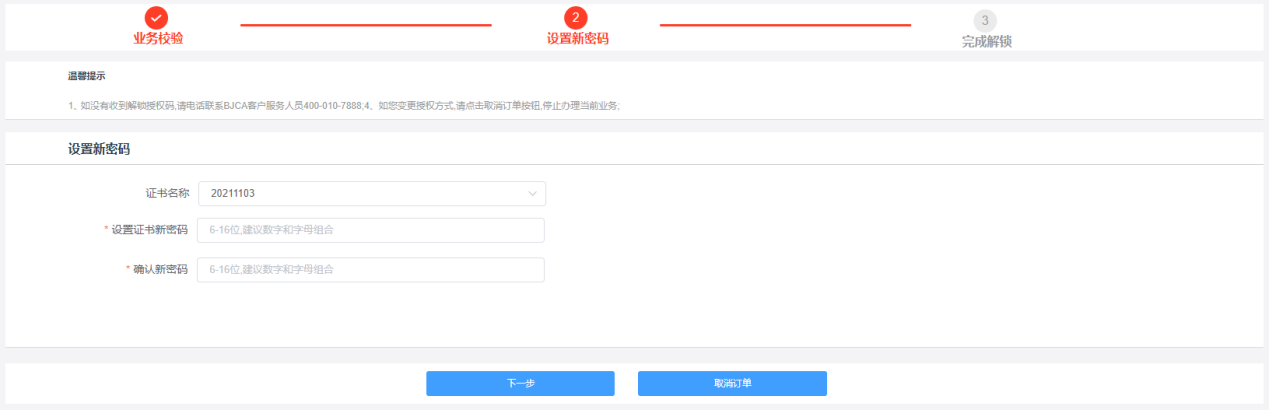 2
3
业务校验
设置新密码
完成解锁
温馨提示
1、如没有收到解锁授权码,请电话联系BJCA客户服务人员400-010-7888;4、如您变更授权方式,请点击取消订单按钮,停止办理当前业务;
设置新密码
证书名称 20211103
* 设置证书新密码 6-16位,建议数字和字母组合
* 确认新密码 6-16位,建议数字和字母组合
下一步 取消订单